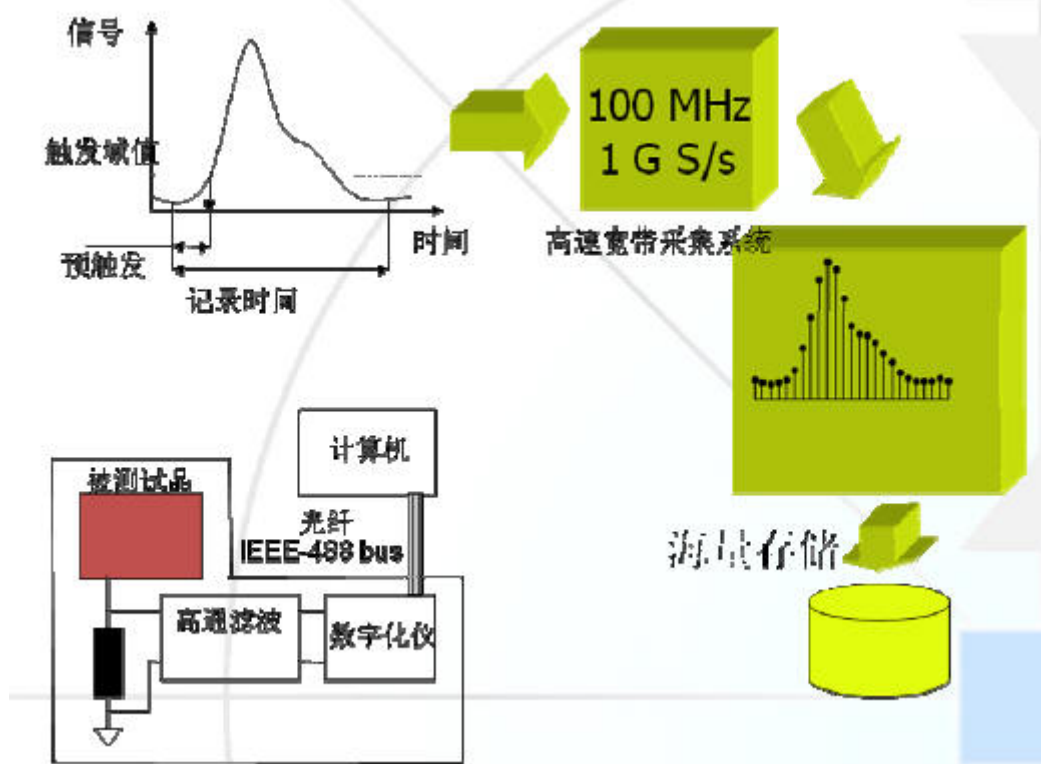 信号
触发域值
预触发
时间
记录时间
100 MHz
1 G S/s
高速宽带采集系统
海量存储
计算机
被测试品
光纤
IEEE-488 bus
高通滤波
数字化仪